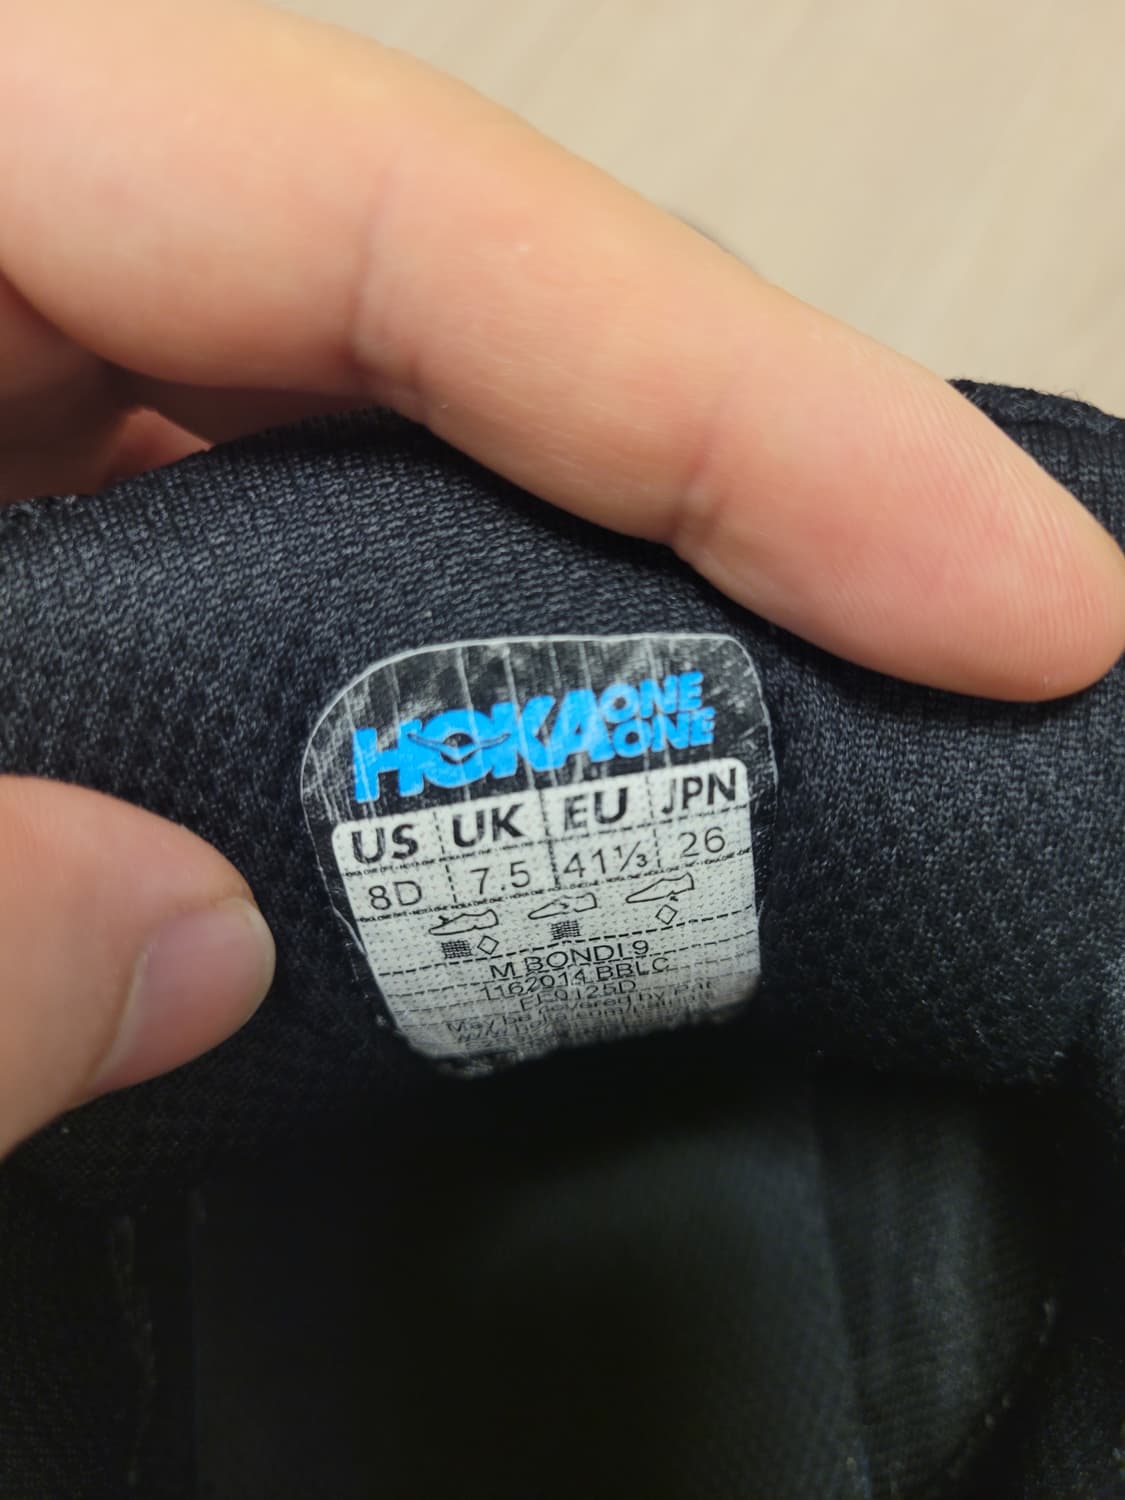 HOKA ONE ONE
US UK EU JPN
8D 7.5 41⅓ 26
M BONDI 9
1162014 BBLC